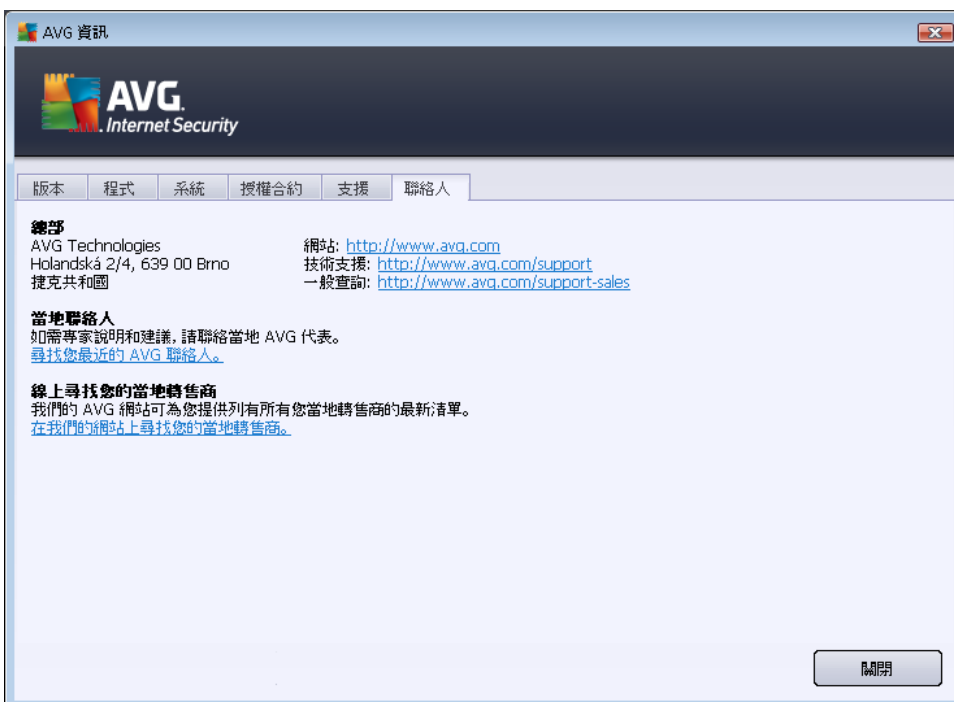 AVG 資訊
AVG.
Internet Security
版本 程式 系統 授權合約 支援 聯絡人
總部
AVG Technologies 網站: http://www.avg.com
Holandská 2/4, 639 00 Brno 技術支援: http://www.avg.com/support
捷克共和國 一般查詢: http://www.avg.com/support-sales
當地聯絡人
如需專家說明和建議, 請聯絡當地 AVG 代表。
尋找您最近的 AVG 聯絡人。
線上尋找您的當地轉售商
我們的 AVG 網站可為您提供列有所有您當地轉售商的最新清單。
在我們的網站上尋找您的當地轉售商。
關閉